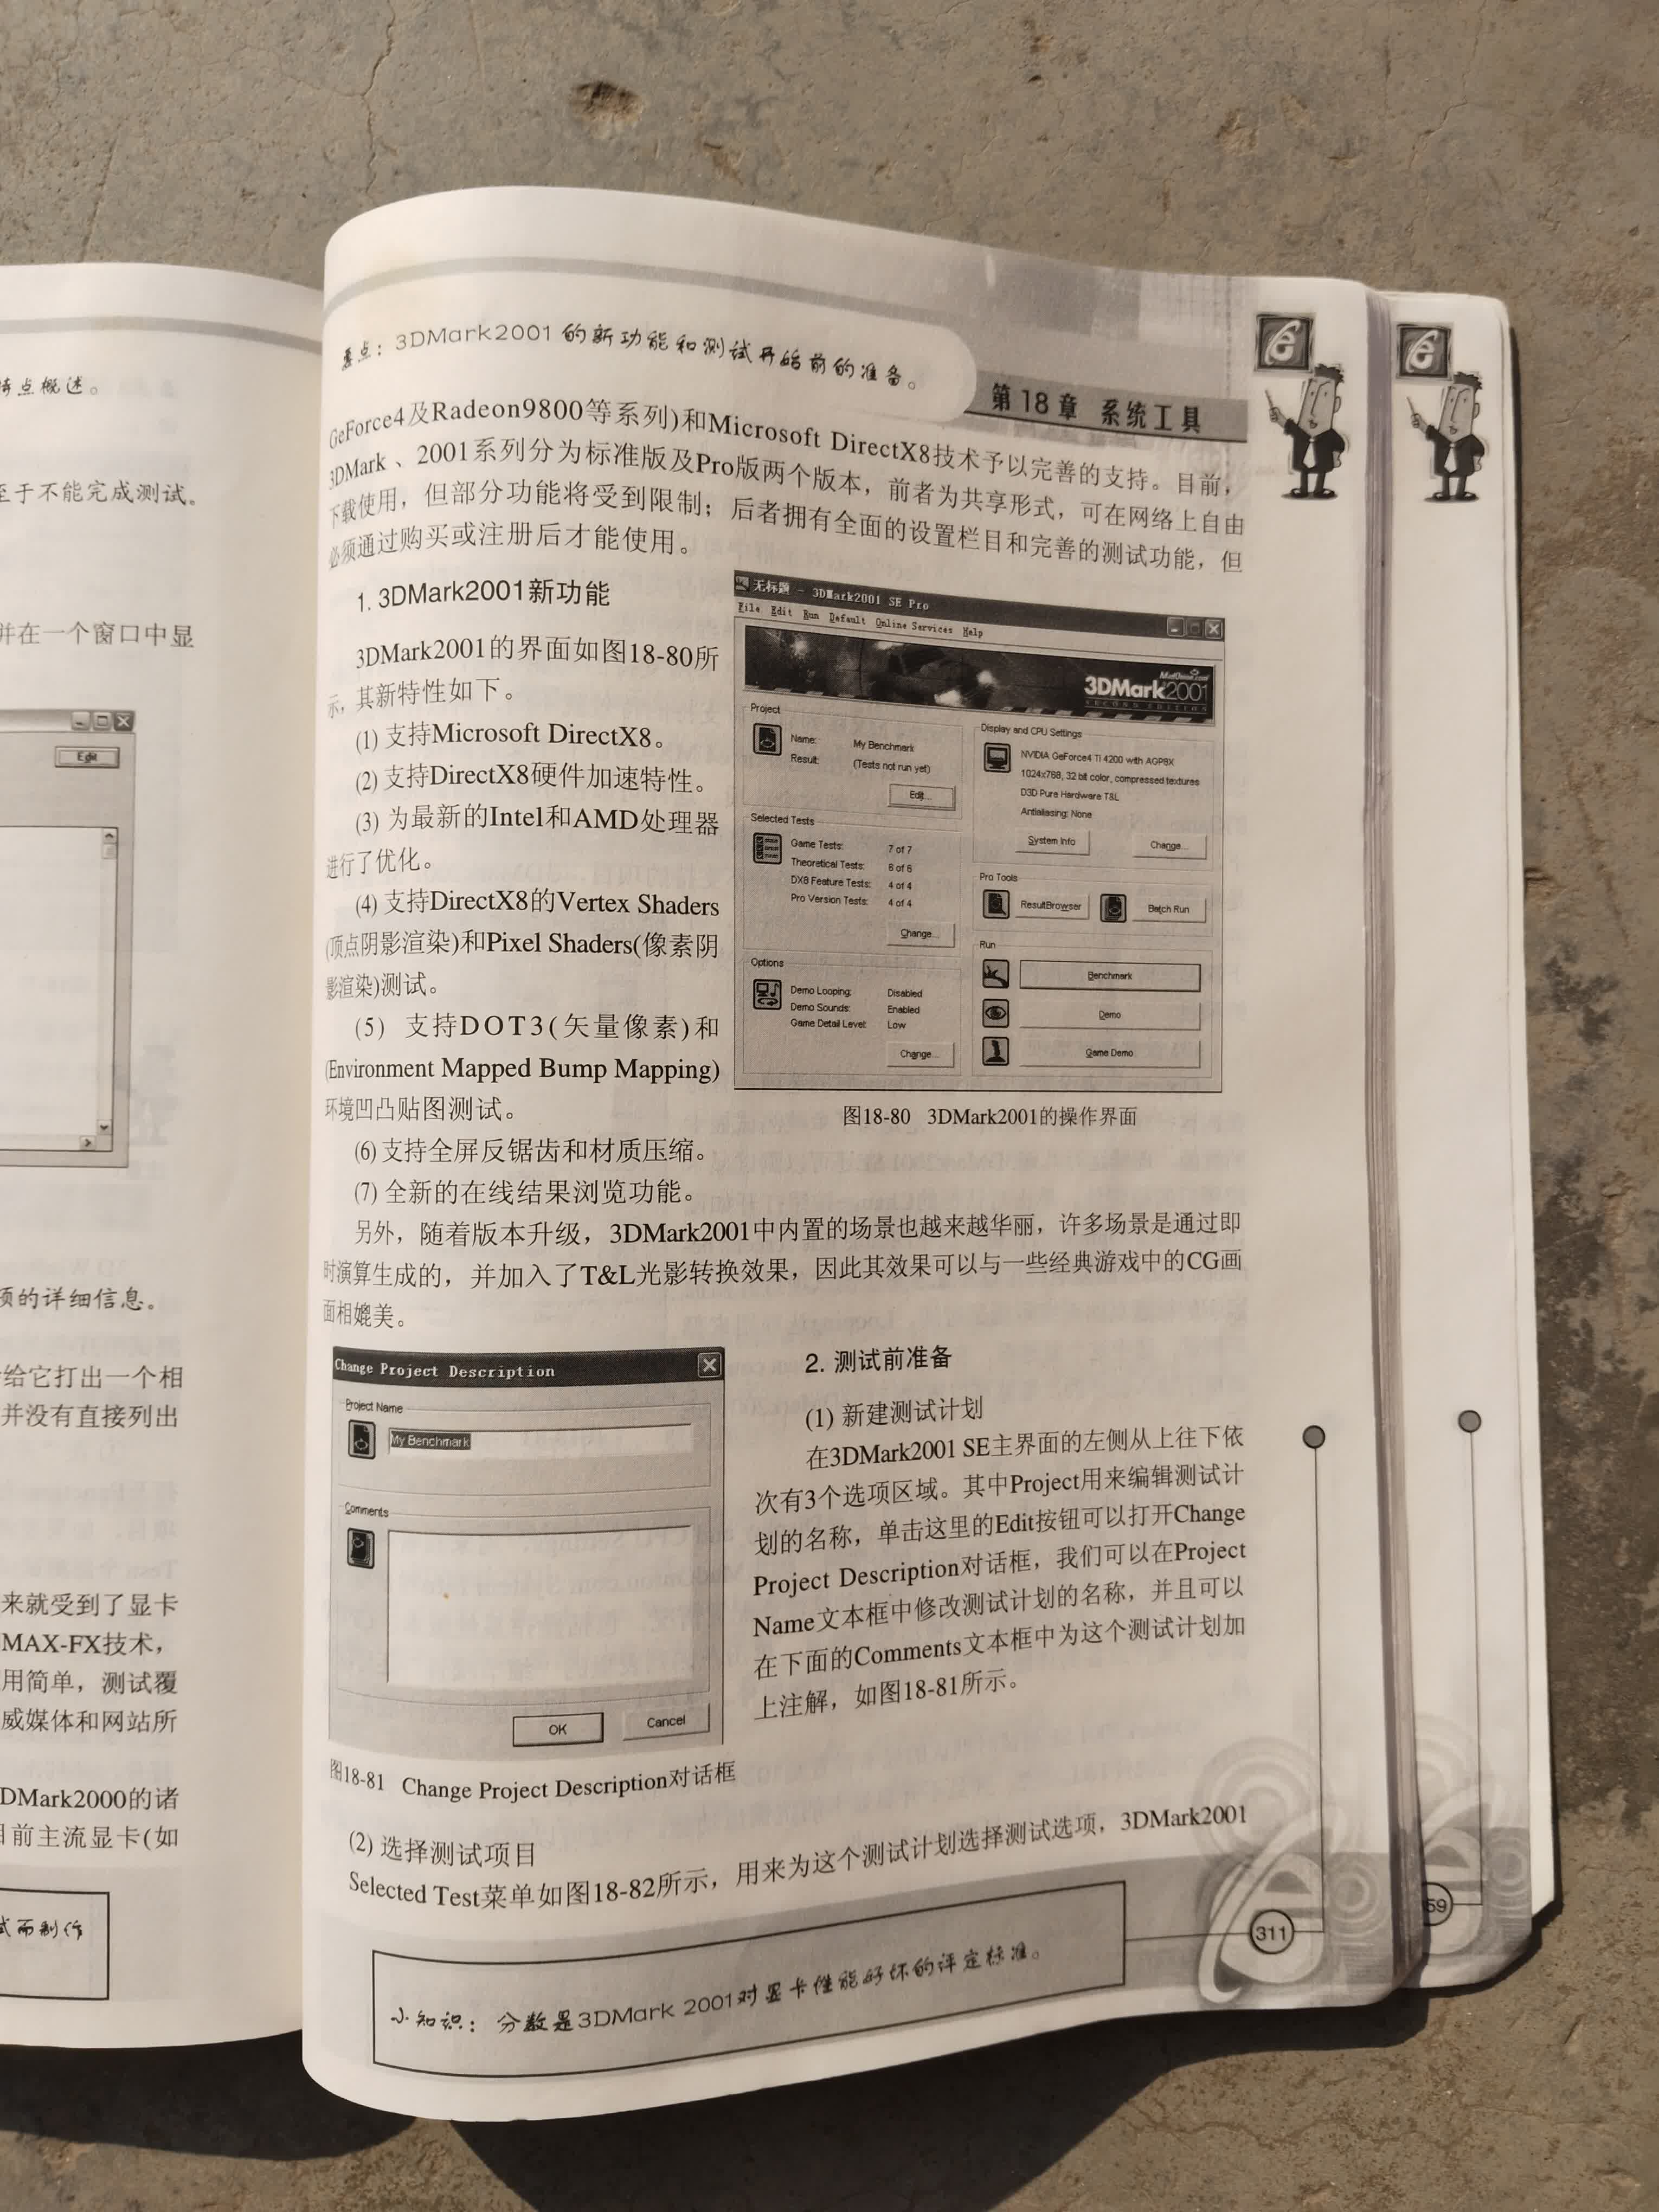 特点概述。
至于不能完成测试。
并在一个窗口中显
Edit
项的详细信息。
给它打出一个相
并没有直接列出
来就受到了显卡
MAX-FX技术，
用简单，测试覆
威媒体和网站所
DMark2000的诸
目前主流显卡(如
试而制作
要点：3DMark2001 的新功能和测试开始前的准备。
第18章 系统工具
GeForce4及Radeon9800等系列)和Microsoft DirectX8技术予以完善的支持。目前，
3DMark 、2001系列分为标准版及Pro版两个版本，前者为共享形式，可在网络上自由
下载使用，但部分功能将受到限制；后者拥有全面的设置栏目和完善的测试功能，但
必须通过购买或注册后才能使用。
1. 3DMark2001新功能
3DMark2001的界面如图18-80所
示，其新特性如下。
(1) 支持Microsoft DirectX8。
(2) 支持DirectX8硬件加速特性。
(3) 为最新的Intel和AMD处理器
进行了优化。
(4) 支持DirectX8的Vertex Shaders
(顶点阴影渲染)和Pixel Shaders(像素阴
影渲染)测试。
(5) 支持DOT3(矢量像素)和
(Environment Mapped Bump Mapping)
环境凹凸贴图测试。
(6) 支持全屏反锯齿和材质压缩。
(7) 全新的在线结果浏览功能。
无标题 - 3DMark2001 SE Pro
File Edit Run Default Online Services Help
MadOnion.com
3DMark2001
SECOND EDITION
Project
Name: My Benchmark
Result: (Tests not run yet)
Edit...
Selected Tests
Game Tests: 7 of 7
Theoretical Tests: 6 of 6
DX8 Feature Tests: 4 of 4
Pro Version Tests: 4 of 4
Change...
Options
Demo Looping: Disabled
Demo Sounds: Enabled
Game Detail Level: Low
Change...
Display and CPU Settings
NVIDIA GeForce4 Ti 4200 with AGP8X
1024x768, 32 bit color, compressed textures
D3D Pure Hardware T&L
Antialiasing: None
System Info Change...
Pro Tools
ResultBrowser Batch Run
Run
Benchmark
Demo
Game Demo
图18-80 3DMark2001的操作界面
另外，随着版本升级，3DMark2001中内置的场景也越来越华丽，许多场景是通过即
时演算生成的，并加入了T&L光影转换效果，因此其效果可以与一些经典游戏中的CG画
面相媲美。
Change Project Description
Project Name
My Benchmark
Comments
OK Cancel
图18-81 Change Project Description对话框
2. 测试前准备
(1) 新建测试计划
在3DMark2001 SE主界面的左侧从上往下依
次有3个选项区域。其中Project用来编辑测试计
划的名称，单击这里的Edit按钮可以打开Change
Project Description对话框，我们可以在Project
Name文本框中修改测试计划的名称，并且可以
在下面的Comments文本框中为这个测试计划加
上注解，如图18-81所示。
(2) 选择测试项目
Selected Test菜单如图18-82所示，用来为这个测试计划选择测试选项，3DMark2001
小知识：分数是3DMark 2001对显卡性能好坏的评定标准。
311
59